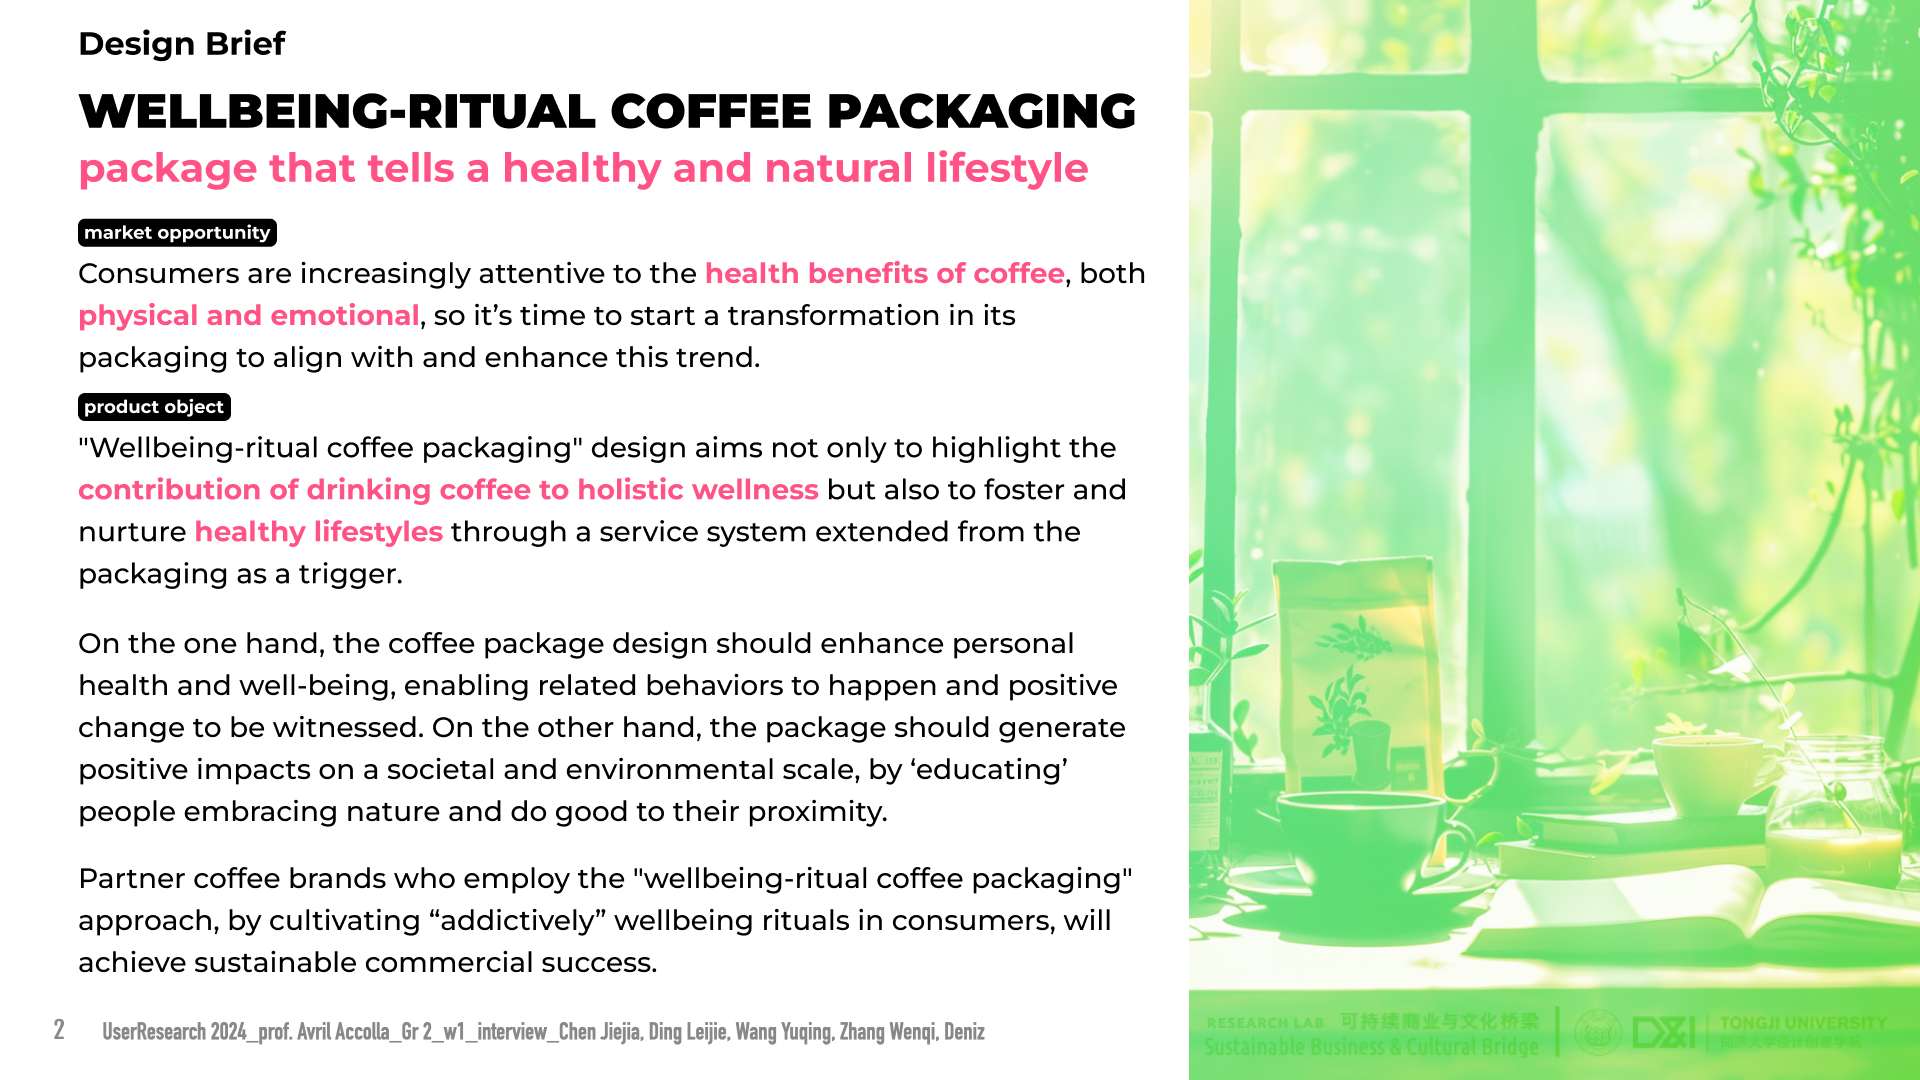 Design Brief
WELLBEING-RITUAL COFFEE PACKAGING
package that tells a healthy and natural lifestyle
market opportunity
Consumers are increasingly attentive to the health benefits of coffee, both
physical and emotional, so it’s time to start a transformation in its
packaging to align with and enhance this trend.
product object
"Wellbeing-ritual coffee packaging" design aims not only to highlight the
contribution of drinking coffee to holistic wellness but also to foster and
nurture healthy lifestyles through a service system extended from the
packaging as a trigger.
On the one hand, the coffee package design should enhance personal
health and well-being, enabling related behaviors to happen and positive
change to be witnessed. On the other hand, the package should generate
positive impacts on a societal and environmental scale, by ‘educating’
people embracing nature and do good to their proximity.
Partner coffee brands who employ the "wellbeing-ritual coffee packaging"
approach, by cultivating “addictively” wellbeing rituals in consumers, will
achieve sustainable commercial success.
2 UserResearch 2024_prof. Avril Accolla_Gr 2_w1_interview_Chen Jiejia, Ding Leijie, Wang Yuqing, Zhang Wenqi, Deniz
RESEARCH LAB 可持续商业与文化桥梁
Sustainable Business & Cultural Bridge
D&I
TONGJI UNIVERSITY
同济大学设计创意学院